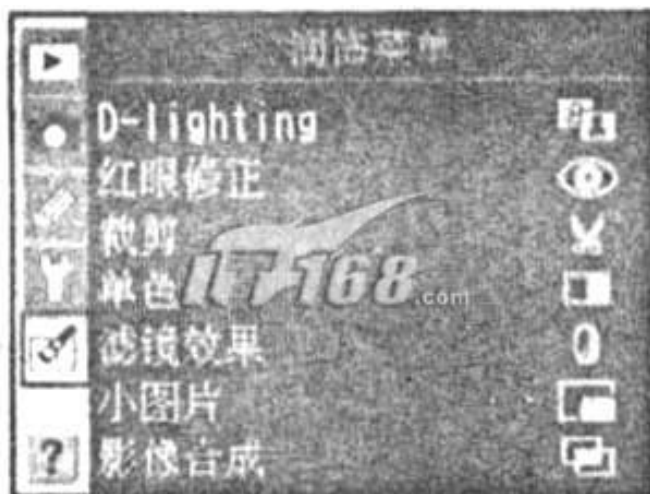 润饰菜单
D-lighting
红眼修正
裁剪
单色
滤镜效果
小图片
影像合成
?
IT168.com